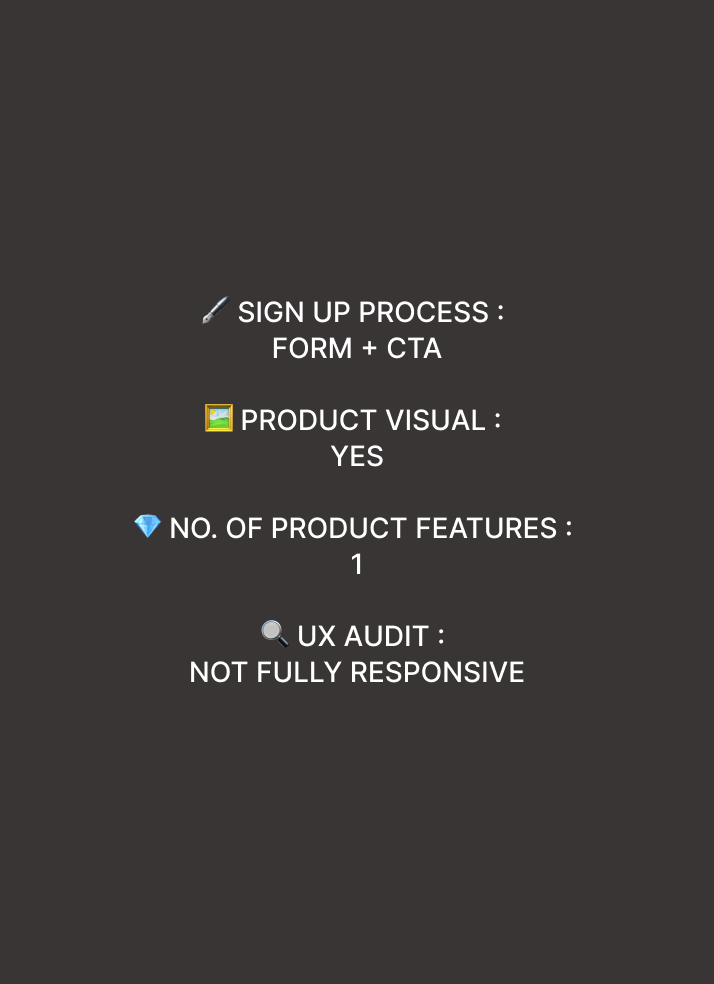 🖋️ SIGN UP PROCESS :
FORM + CTA
🖼️ PRODUCT VISUAL :
YES
💎 NO. OF PRODUCT FEATURES :
1
🔍 UX AUDIT :
NOT FULLY RESPONSIVE